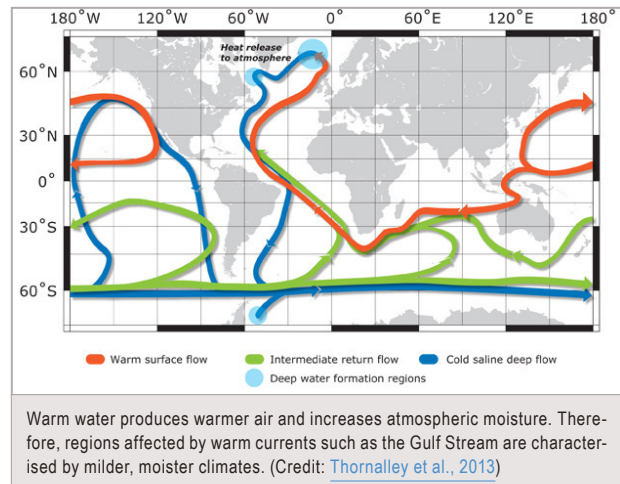 180° 120°W 60°W 0° 60°E 120°E 180°
Heat release
to atmosphere
60°N
30°N
0°
30°S
60°S
Warm surface flow Intermediate return flow Cold saline deep flow
Deep water formation regions
Warm water produces warmer air and increases atmospheric moisture. There-
fore, regions affected by warm currents such as the Gulf Stream are character-
ised by milder, moister climates. (Credit: Thornalley et al., 2013)